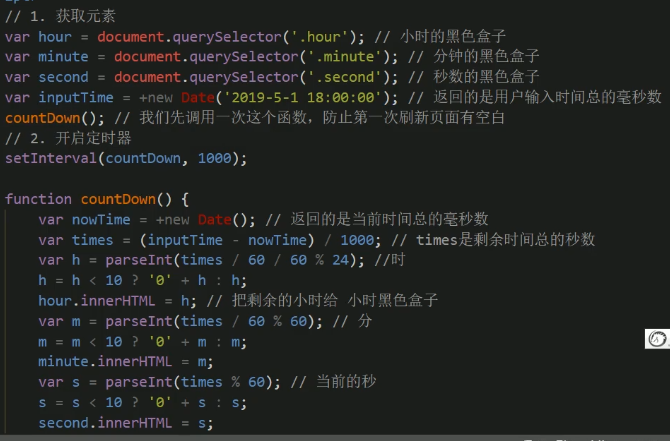 // 1. 获取元素
var hour = document.querySelector('.hour'); // 小时的黑色盒子
var minute = document.querySelector('.minute'); // 分钟的黑色盒子
var second = document.querySelector('.second'); // 秒数的黑色盒子
var inputTime = +new Date('2019-5-1 18:00:00'); // 返回的是用户输入时间总的毫秒数
countDown(); // 我们先调用一次这个函数，防止第一次刷新页面有空白
// 2. 开启定时器
setInterval(countDown, 1000);
function countDown() {
var nowTime = +new Date(); // 返回的是当前时间总的毫秒数
var times = (inputTime - nowTime) / 1000; // times是剩余时间总的秒数
var h = parseInt(times / 60 / 60 % 24); //时
h = h < 10 ? '0' + h : h;
hour.innerHTML = h; // 把剩余的小时给 小时黑色盒子
var m = parseInt(times / 60 % 60); // 分
m = m < 10 ? '0' + m : m;
minute.innerHTML = m;
var s = parseInt(times % 60); // 当前的秒
s = s < 10 ? '0' + s : s;
second.innerHTML = s;